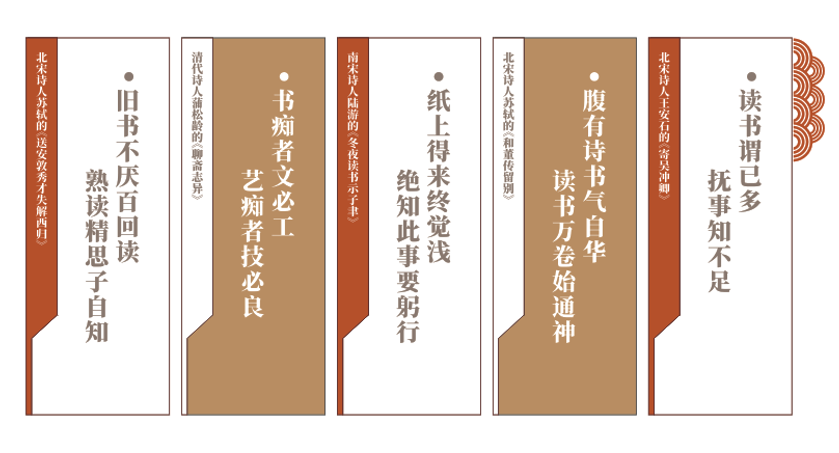 读书谓已多
抚事知不足
北宋诗人王安石的《寄吴冲卿》
腹有诗书气自华
读书万卷始通神
北宋诗人苏轼的《和董传留别》
纸上得来终觉浅
绝知此事要躬行
南宋诗人陆游的《冬夜读书示子聿》
书痴者文必工
艺痴者技必良
清代诗人蒲松龄的《聊斋志异》
旧书不厌百回读
熟读精思子自知
北宋诗人苏轼的《送安敦秀才失解西归》